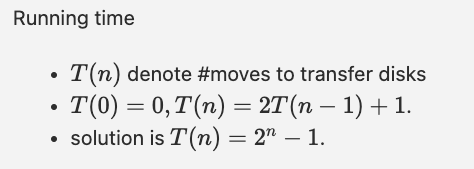 Running time
• T(n) denote #moves to transfer disks
• T(0) = 0, T(n) = 2T(n − 1) + 1.
• solution is T(n) = 2ⁿ − 1.